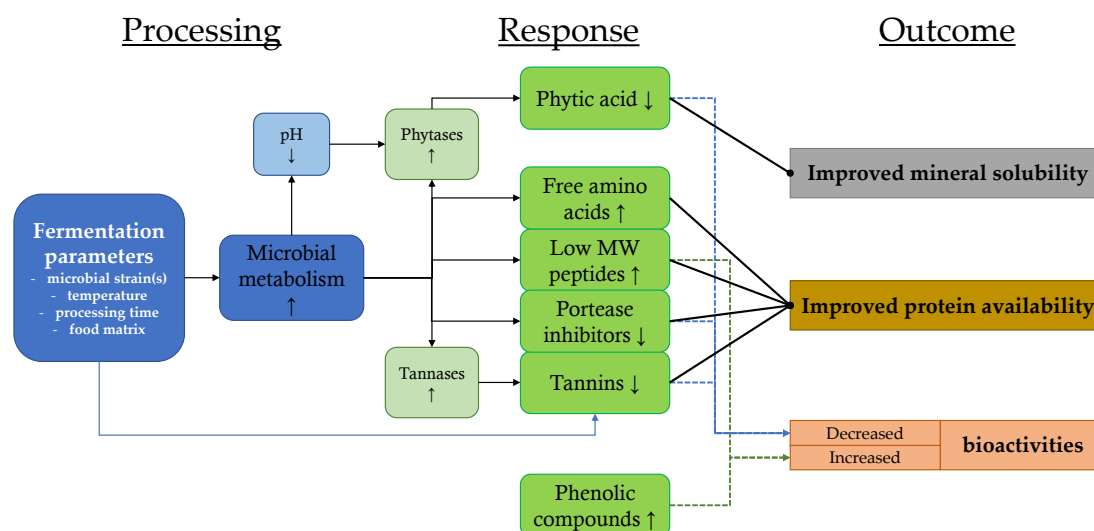 Processing
Response
Outcome
Phytic acid ↓
pH
↓
Phytases
↑
Improved mineral solubility
Free amino
acids ↑
Fermentation
parameters
- microbial strain(s)
- temperature
- processing time
- food matrix
Microbial
metabolism
↑
Low MW
peptides ↑
Portease
inhibitors ↓
Improved protein availability
Tannases
↑
Tannins ↓
Decreased
Increased
bioactivities
Phenolic
compounds ↑